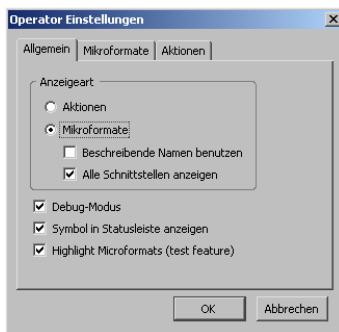 Operator Einstellungen
Allgemein Mikroformate Aktionen
Anzeigeart
Aktionen
Mikroformate
Beschreibende Namen benutzen
Alle Schnittstellen anzeigen
Debug-Modus
Symbol in Statusleiste anzeigen
Highlight Microformats (test feature)
OK Abbrechen